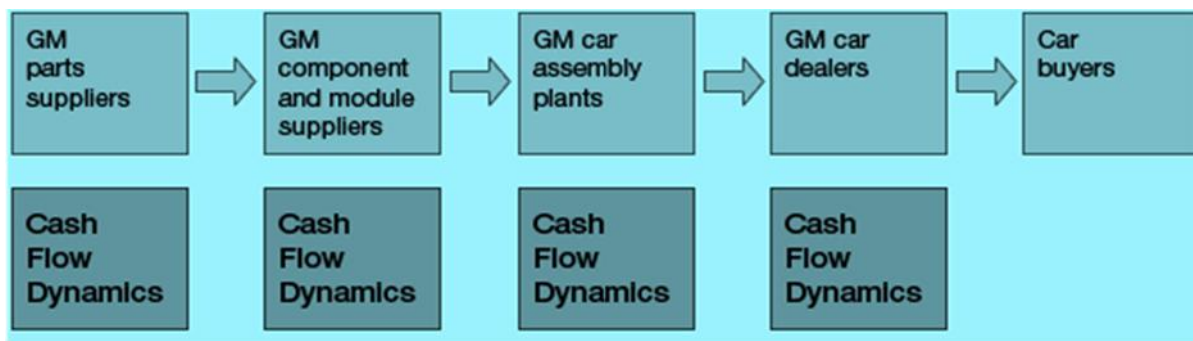 GM
parts
suppliers
GM
component
and module
suppliers
GM car
assembly
plants
GM car
dealers
Car
buyers
Cash
Flow
Dynamics
Cash
Flow
Dynamics
Cash
Flow
Dynamics
Cash
Flow
Dynamics